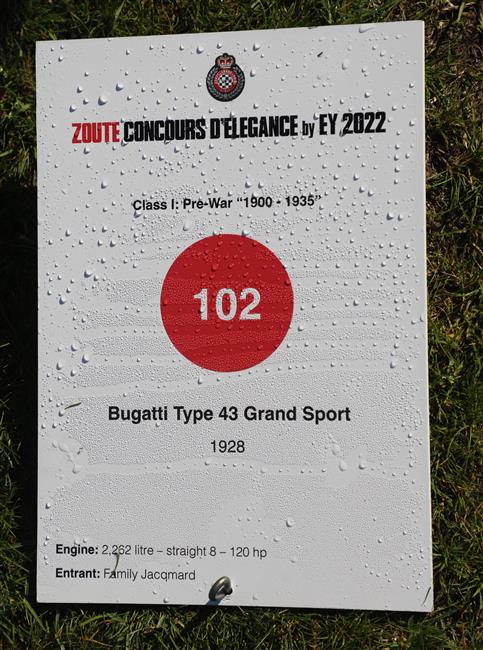 ZOUTE CONCOURS D'ELEGANCE by EY 2022
Class I: Pre-War “1900 - 1935”
102
Bugatti Type 43 Grand Sport
1928
Engine: 2,262 litre – straight 8 – 120 hp
Entrant: Family Jacqmard